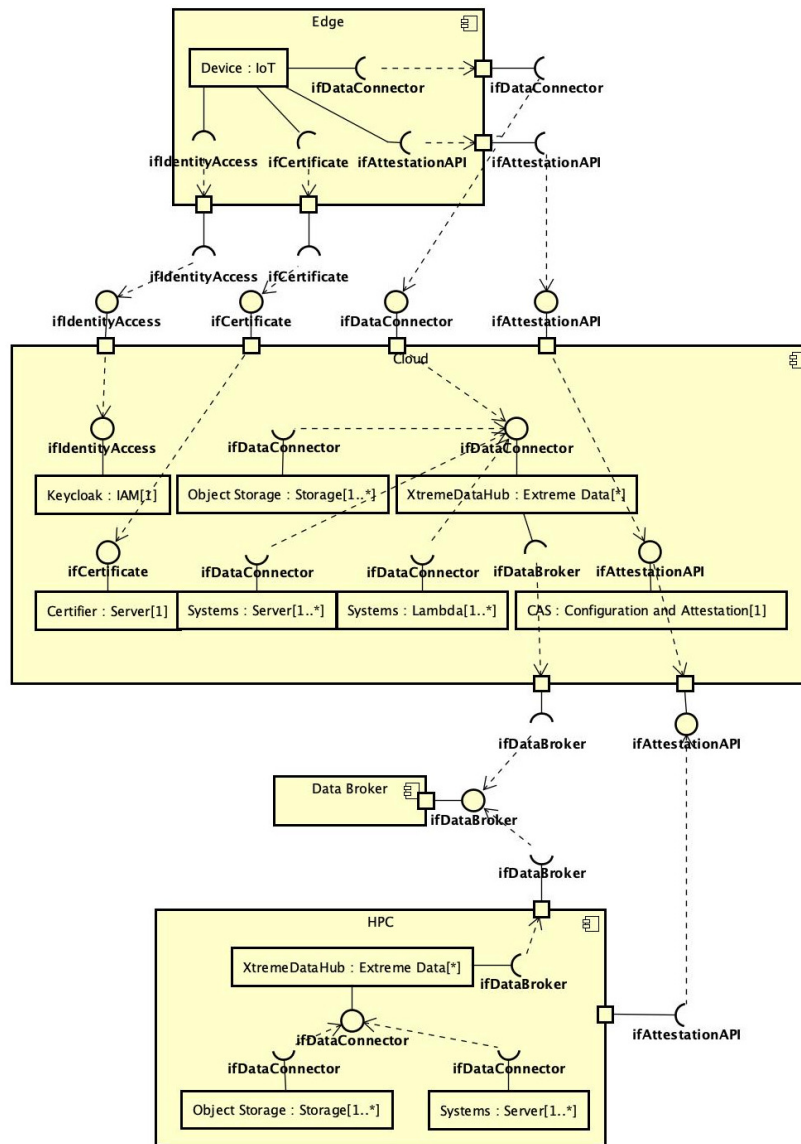 Edge
Device : IoT
ifDataConnector
ifDataConnector
ifIdentityAccess
ifCertificate
ifAttestationAPI
ifAttestationAPI
ifIdentityAccess
ifCertificate
ifIdentityAccess
ifCertificate
ifDataConnector
ifAttestationAPI
Cloud
ifIdentityAccess
ifDataConnector
ifDataConnector
Keycloak : IAM[1]
Object Storage : Storage[1..*]
XtremeDataHub : Extreme Data[*]
ifCertificate
ifDataConnector
ifDataConnector
ifDataBroker
ifAttestationAPI
Certifier : Server[1]
Systems : Server[1..*]
Systems : Lambda[1..*]
CAS : Configuration and Attestation[1]
ifDataBroker
ifAttestationAPI
Data Broker
ifDataBroker
ifDataBroker
HPC
XtremeDataHub : Extreme Data[*]
ifDataBroker
ifDataConnector
ifAttestationAPI
ifDataConnector
ifDataConnector
Object Storage : Storage[1..*]
Systems : Server[1..*]